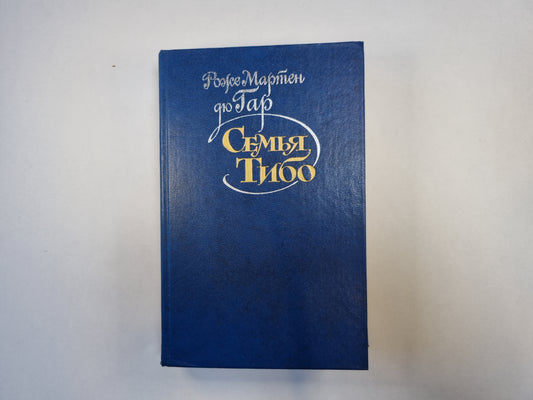 Роже Мартен
дю Гар
Семья
Тибо